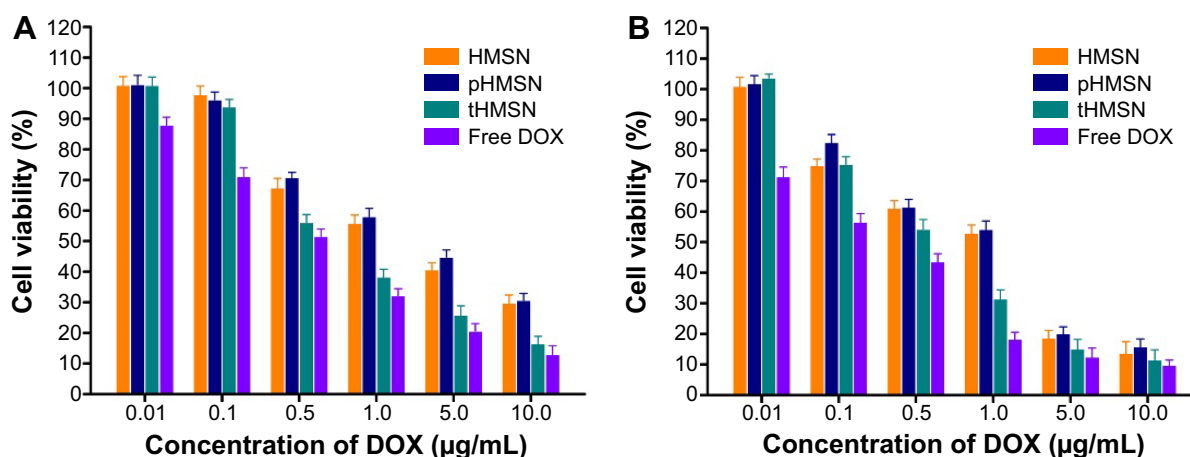 A
120
110
100
90
80
70
60
50
40
30
20
10
0
Cell viability (%)
HMSN
pHMSN
tHMSN
Free DOX
0.01 0.1 0.5 1.0 5.0 10.0
Concentration of DOX (µg/mL)
B
120
110
100
90
80
70
60
50
40
30
20
10
0
Cell viability (%)
HMSN
pHMSN
tHMSN
Free DOX
0.01 0.1 0.5 1.0 5.0 10.0
Concentration of DOX (µg/mL)